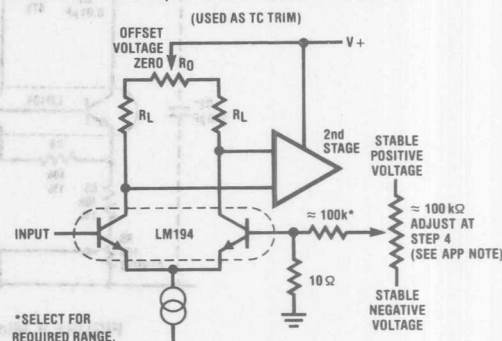 (USED AS TC TRIM)
OFFSET
VOLTAGE
ZERO R0
V+
RL
RL
2nd
STAGE
STABLE
POSITIVE
VOLTAGE
≈ 100k*
≈ 100 kΩ
ADJUST AT
STEP 4
(SEE APP NOTE)
INPUT
LM194
10 Ω
STABLE
NEGATIVE
VOLTAGE
*SELECT FOR
REQUIRED RANGE.